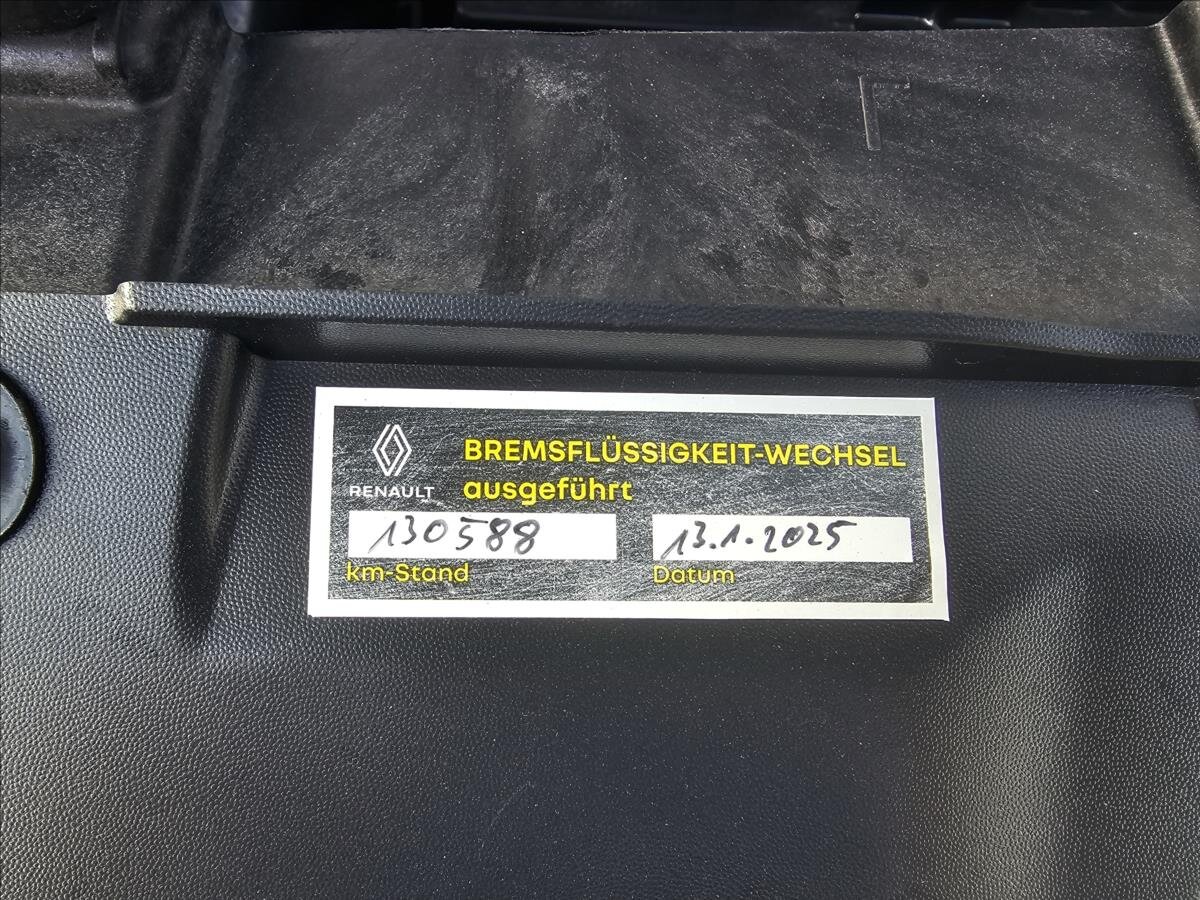 BREMSFLÜSSIGKEIT-WECHSEL
RENAULT ausgeführt
130588 13.1.2025
km-Stand Datum